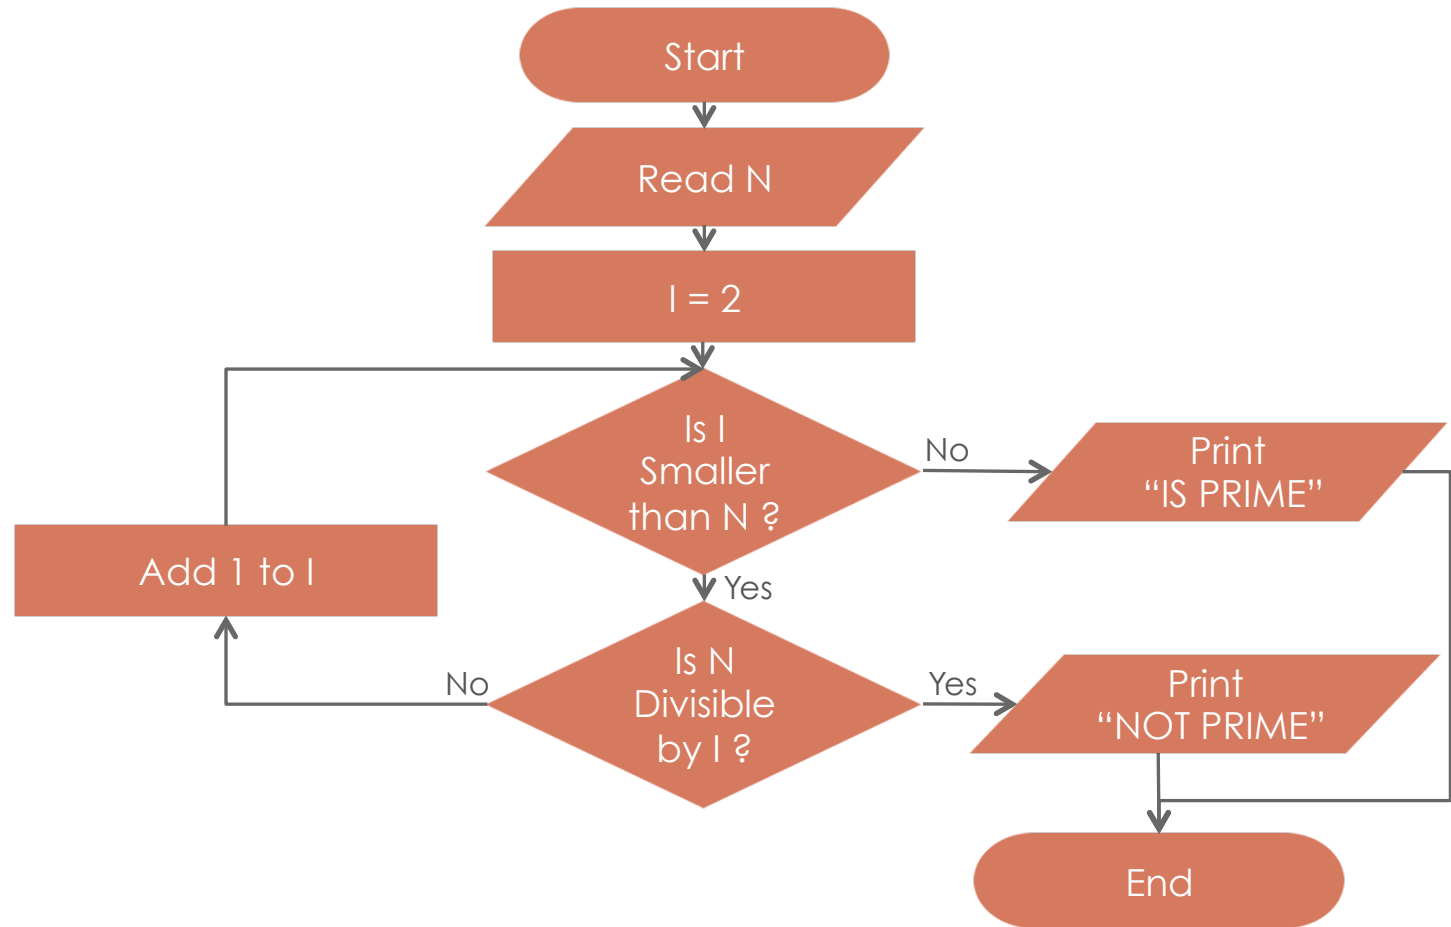 Start
Read N
I = 2
Is I
Smaller
than N ?
No
Print
“IS PRIME”
Add 1 to I
Yes
Is N
Divisible
by I ?
No
Yes
Print
“NOT PRIME”
End